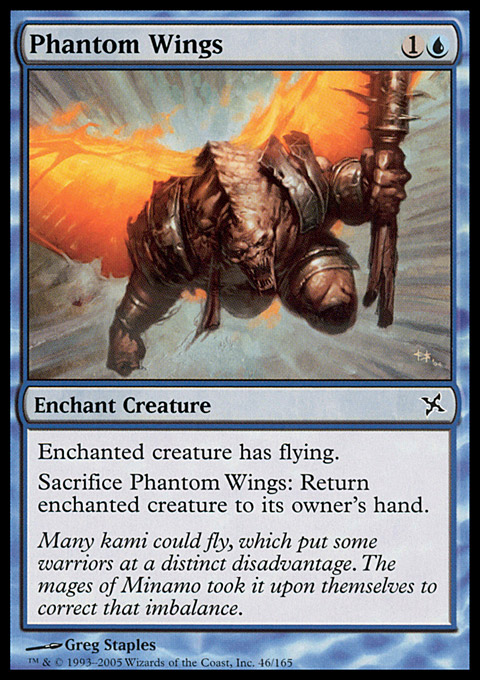 Phantom Wings 1
Enchant Creature
Enchanted creature has flying.
Sacrifice Phantom Wings: Return
enchanted creature to its owner's hand.
Many kami could fly, which put some
warriors at a distinct disadvantage. The
mages of Minamo took it upon themselves to
correct that imbalance.
Greg Staples
™ & © 1993–2005 Wizards of the Coast, Inc. 46/165